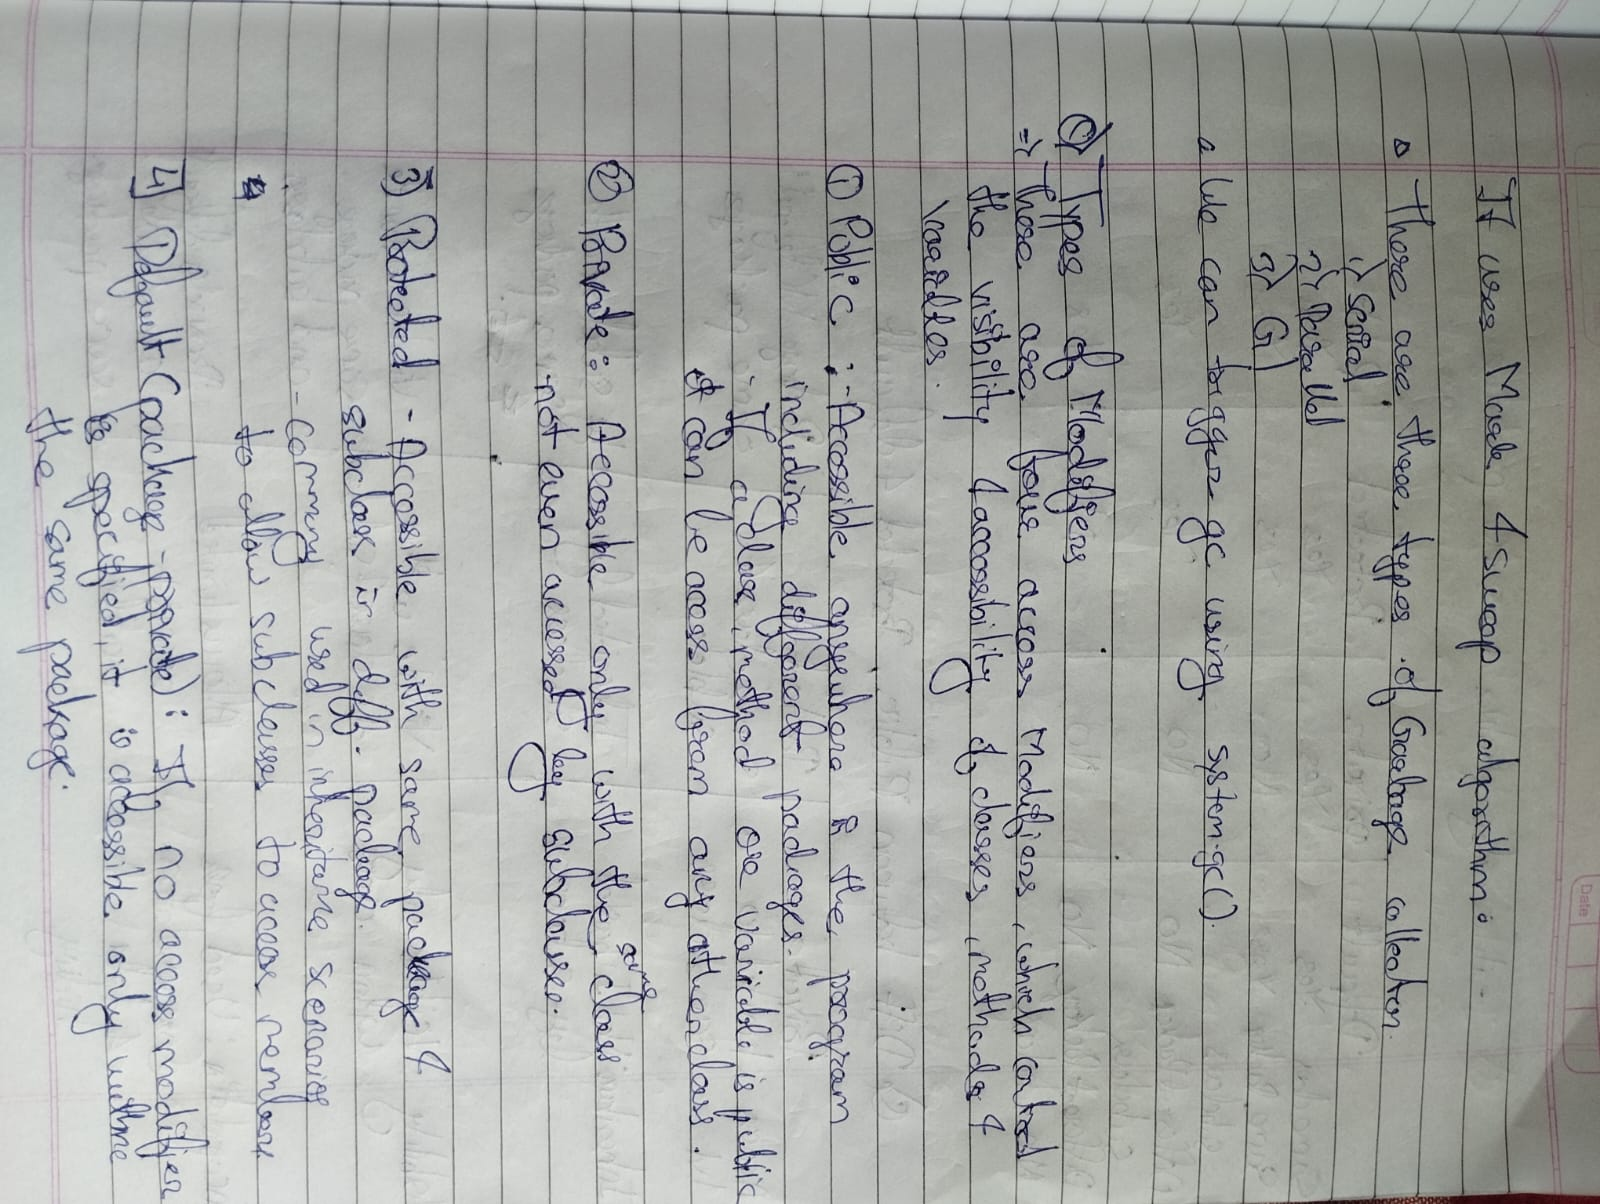 It uses Mark & Sweep algorithm.
There are three types of Garbage collector.
1) Serial
2) Parallel
3) G1
We can trigger gc using system.gc().
Q) Types of Modifiers
=> There are four access Modifiers, which control
the visibility & accessibility of classes, methods &
variables.
① Public :- Accessible anywhere in the program
including different packages.
- If a class, method or variable is public
it can be access from any other class.
② Private : Accessible only with the same class
- not even accessed by subclasses.
3) Protected - Accessible with same package &
subclass in diff. package.
- Commonly used in inheritance scenarios
to allow subclasses to access members
4) Default (package-private): If no access modifier
is specified, it is accessible only within
the same package.
Date